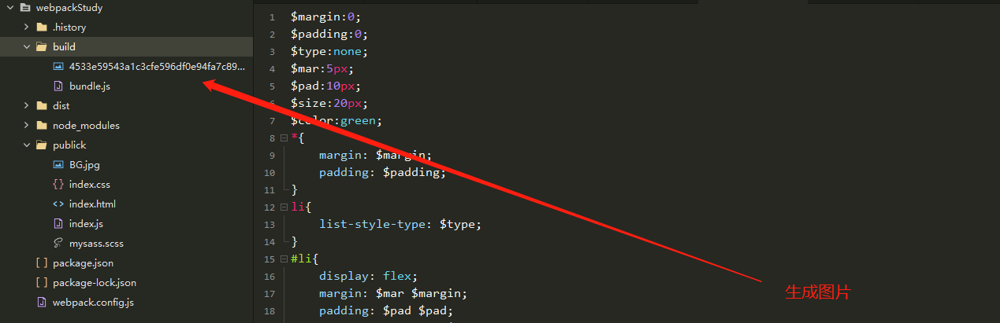 webpackStudy
.history
build
4533e59543a1c3cfe596df0e94fa7c89...
bundle.js
dist
node_modules
publick
BG.jpg
index.css
index.html
index.js
mysass.scss
package.json
package-lock.json
webpack.config.js
1 $margin:0;
2 $padding:0;
3 $type:none;
4 $mar:5px;
5 $pad:10px;
6 $size:20px;
7 $color:green;
8 *{
9 margin: $margin;
10 padding: $padding;
11 }
12 li{
13 list-style-type: $type;
14 }
15 #li{
16 display: flex;
17 margin: $mar $margin;
18 padding: $pad $pad;
生成图片